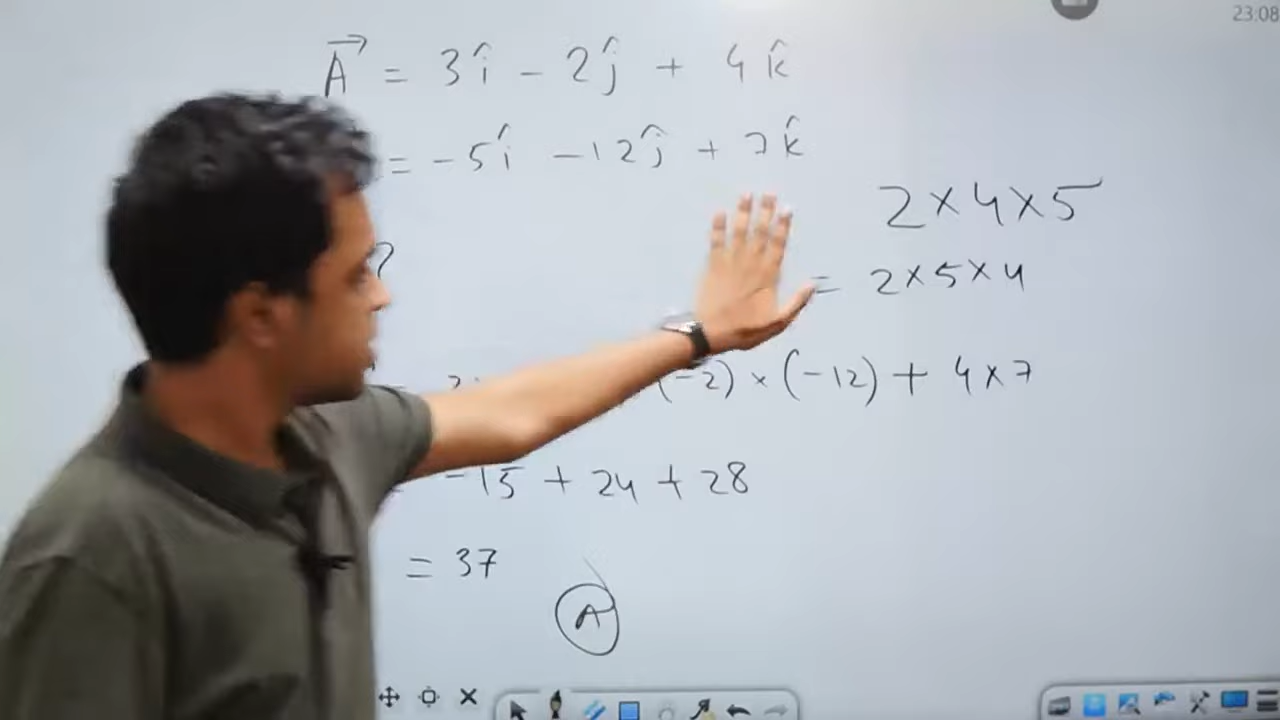 23:08
A⃗ = 3î - 2ĵ + 4k̂
= -5î - 12ĵ + 7k̂
2 × 4 × 5
?
= 2 × 5 × 4
(-2) × (-12) + 4 × 7
= -15 + 24 + 28
= 37
A